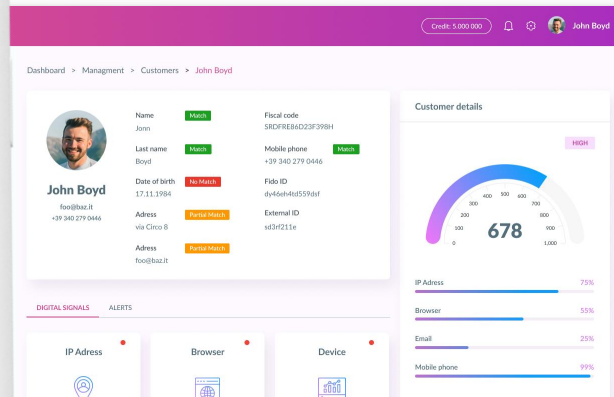 Credit: 5.000 000
John Boyd
Dashboard > Managment > Customers > John Boyd
John Boyd
foo@baz.it
+39 340 279 0446
Name Match
Jonn
Last name Match
Boyd
Date of birth No Match
17.11.1984
Adress Partial Match
via Circo 8
Adress Partial Match
foo@baz.it
Fiscal code
SRDFRE86D23F398H
Mobile phone Match
+39 340 279 0446
Fido ID
dy46eh4td559dsf
External ID
sd3rf211e
Customer details
HIGH
0
100
200
300
400
500
600
700
800
900
1,000
678
IP Adress 75%
Browser 55%
Email 25%
Mobile phone 99%
DIGITAL SIGNALS ALERTS
IP Adress
Browser
Device